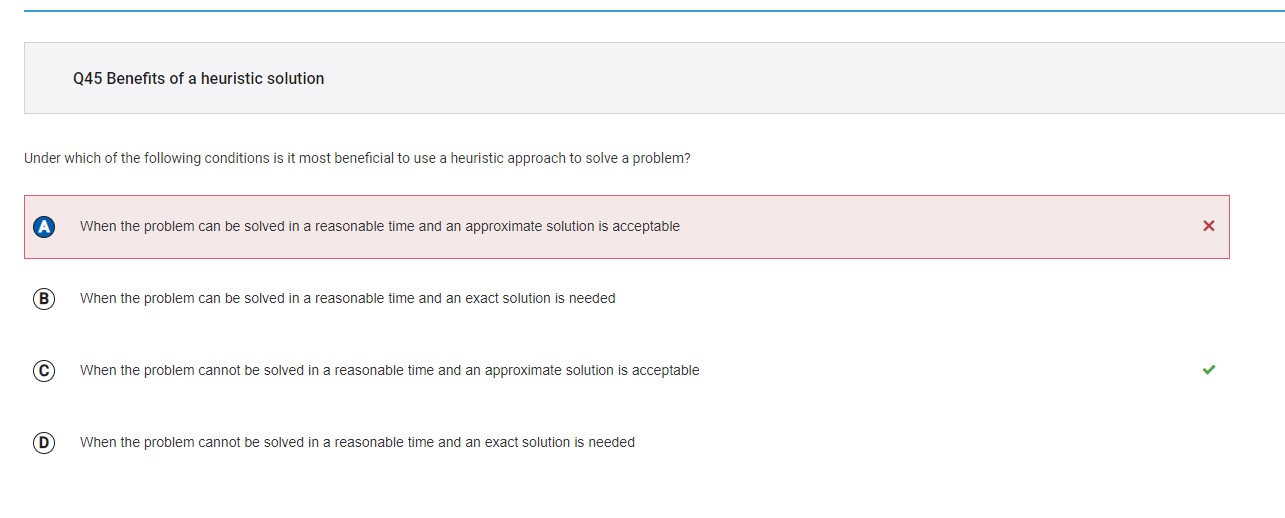 Q45 Benefits of a heuristic solution
Under which of the following conditions is it most beneficial to use a heuristic approach to solve a problem?
A When the problem can be solved in a reasonable time and an approximate solution is acceptable
B When the problem can be solved in a reasonable time and an exact solution is needed
C When the problem cannot be solved in a reasonable time and an approximate solution is acceptable
D When the problem cannot be solved in a reasonable time and an exact solution is needed